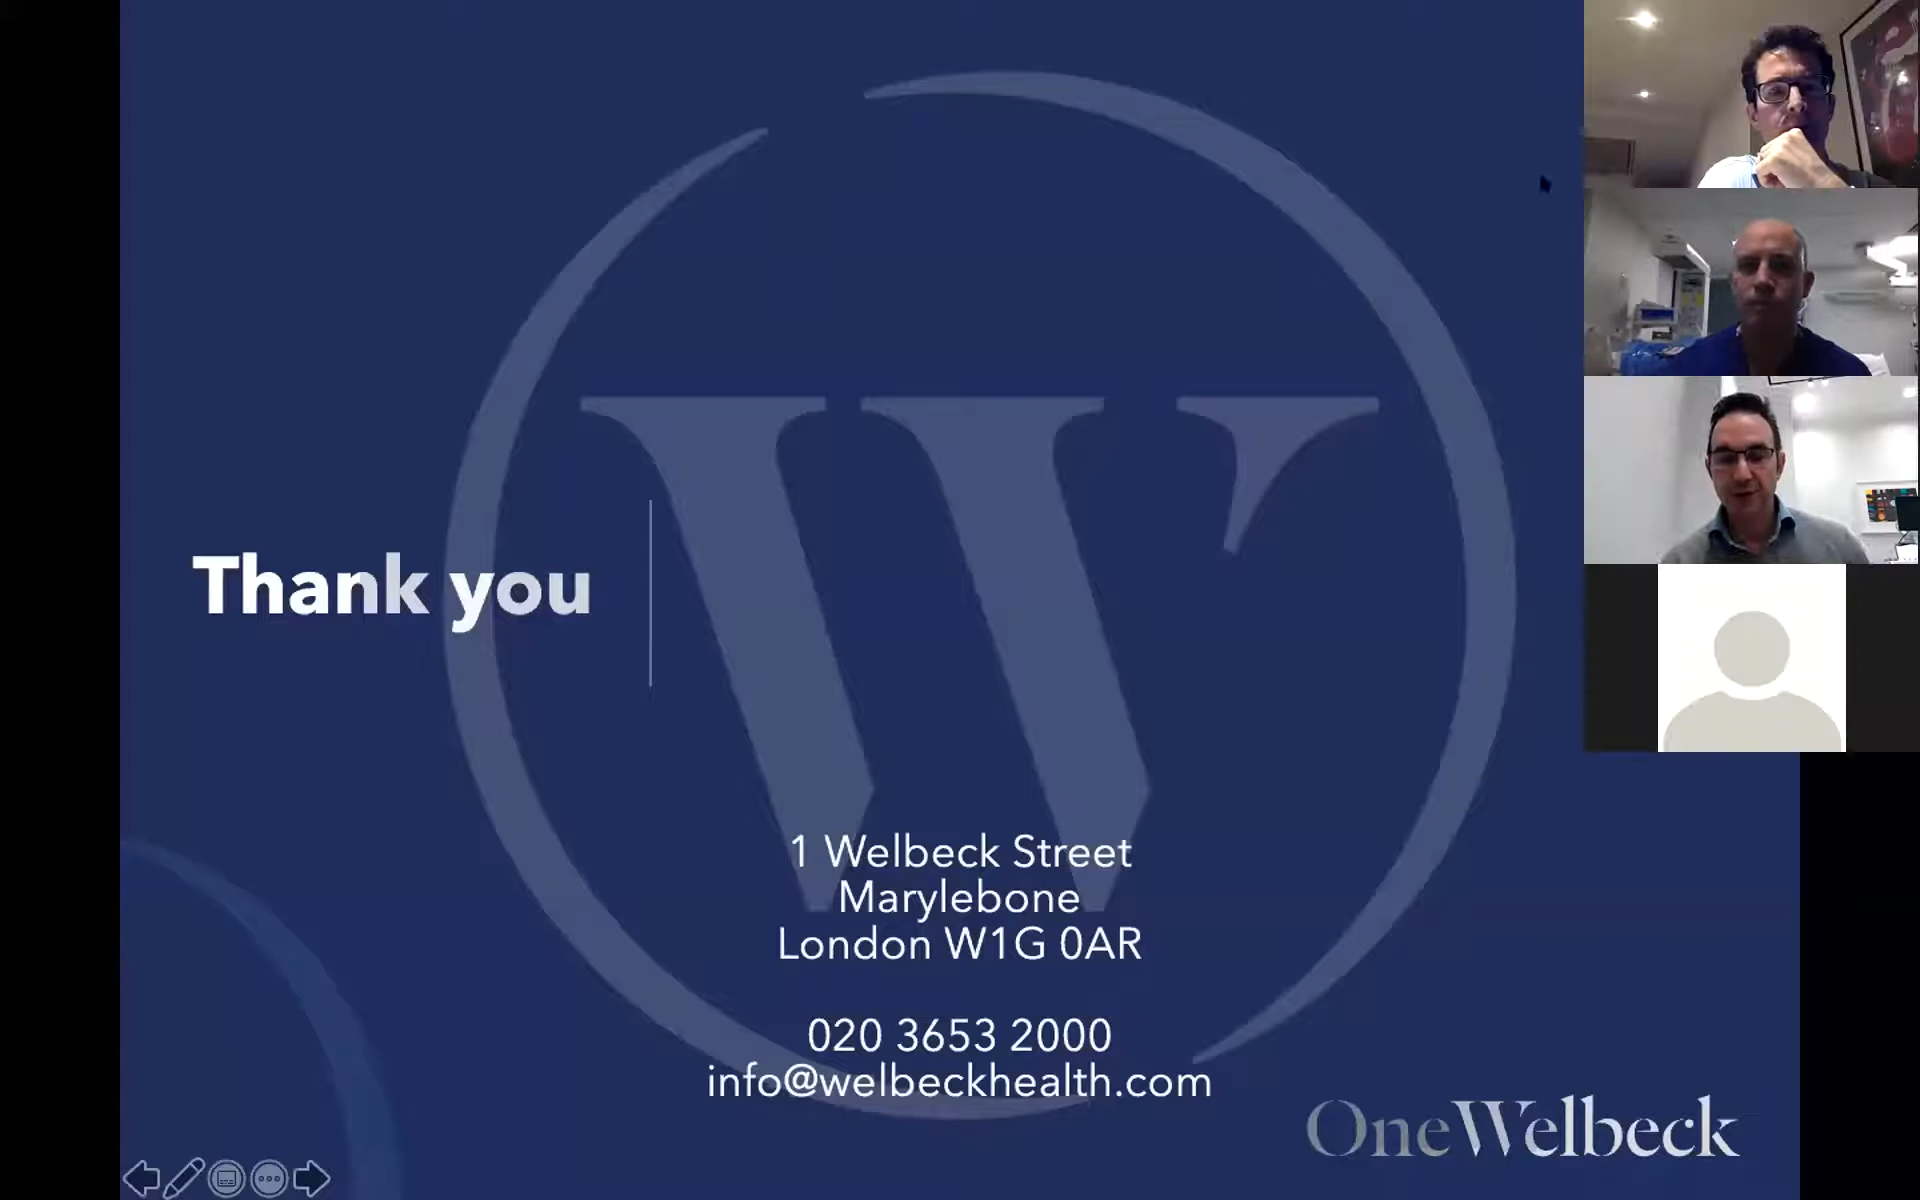 Thank you
1 Welbeck Street
Marylebone
London W1G 0AR
020 3653 2000
info@welbeckhealth.com
OneWelbeck